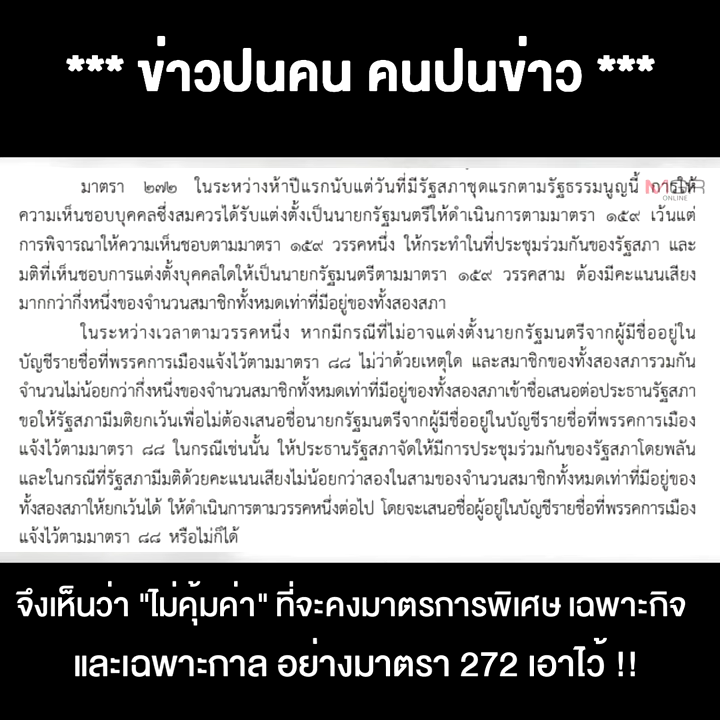 *** ข่าวปนคน คนปนข่าว ***
มาตรา ๒๗๒ ในระหว่างห้าปีแรกนับแต่วันที่มีรัฐสภาชุดแรกตามรัฐธรรมนูญนี้ การให้
ONLINE
ความเห็นชอบบุคคลซึ่งสมควรได้รับแต่งตั้งเป็นนายกรัฐมนตรีให้ดำเนินการตามมาตรา ๑๕๙ เว้นแต่
การพิจารณาให้ความเห็นชอบตามมาตรา ๑๕๙ วรรคหนึ่ง ให้กระทำในที่ประชุมร่วมกันของรัฐสภา และ
มติที่เห็นชอบการแต่งตั้งบุคคลใดให้เป็นนายกรัฐมนตรีตามมาตรา ๑๕๙ วรรคสาม ต้องมีคะแนนเสียง
มากกว่ากึ่งหนึ่งของจำนวนสมาชิกทั้งหมดเท่าที่มีอยู่ของทั้งสองสภา
ในระหว่างเวลาตามวรรคหนึ่ง หากมีกรณีที่ไม่อาจแต่งตั้งนายกรัฐมนตรีจากผู้มีชื่ออยู่ใน
บัญชีรายชื่อที่พรรคการเมืองแจ้งไว้ตามมาตรา ๘๘ ไม่ว่าด้วยเหตุใด และสมาชิกของทั้งสองสภารวมกัน
จำนวนไม่น้อยกว่ากึ่งหนึ่งของจำนวนสมาชิกทั้งหมดเท่าที่มีอยู่ของทั้งสองสภาเข้าชื่อเสนอต่อประธานรัฐสภา
ขอให้รัฐสภามีมติยกเว้นเพื่อไม่ต้องเสนอชื่อนายกรัฐมนตรีจากผู้มีชื่ออยู่ในบัญชีรายชื่อที่พรรคการเมือง
แจ้งไว้ตามมาตรา ๘๘ ในกรณีเช่นนั้น ให้ประธานรัฐสภาจัดให้มีการประชุมร่วมกันของรัฐสภาโดยพลัน
และในกรณีที่รัฐสภามีมติด้วยคะแนนเสียงไม่น้อยกว่าสองในสามของจำนวนสมาชิกทั้งหมดเท่าที่มีอยู่ของ
ทั้งสองสภาให้ยกเว้นได้ ให้ดำเนินการตามวรรคหนึ่งต่อไป โดยจะเสนอชื่อผู้อยู่ในบัญชีรายชื่อที่พรรคการเมือง
แจ้งไว้ตามมาตรา ๘๘ หรือไม่ก็ได้
จึงเห็นว่า "ไม่คุ้มค่า" ที่จะคงมาตรการพิเศษ เฉพาะกิจ
และเฉพาะกาล อย่างมาตรา 272 เอาไว้ !!